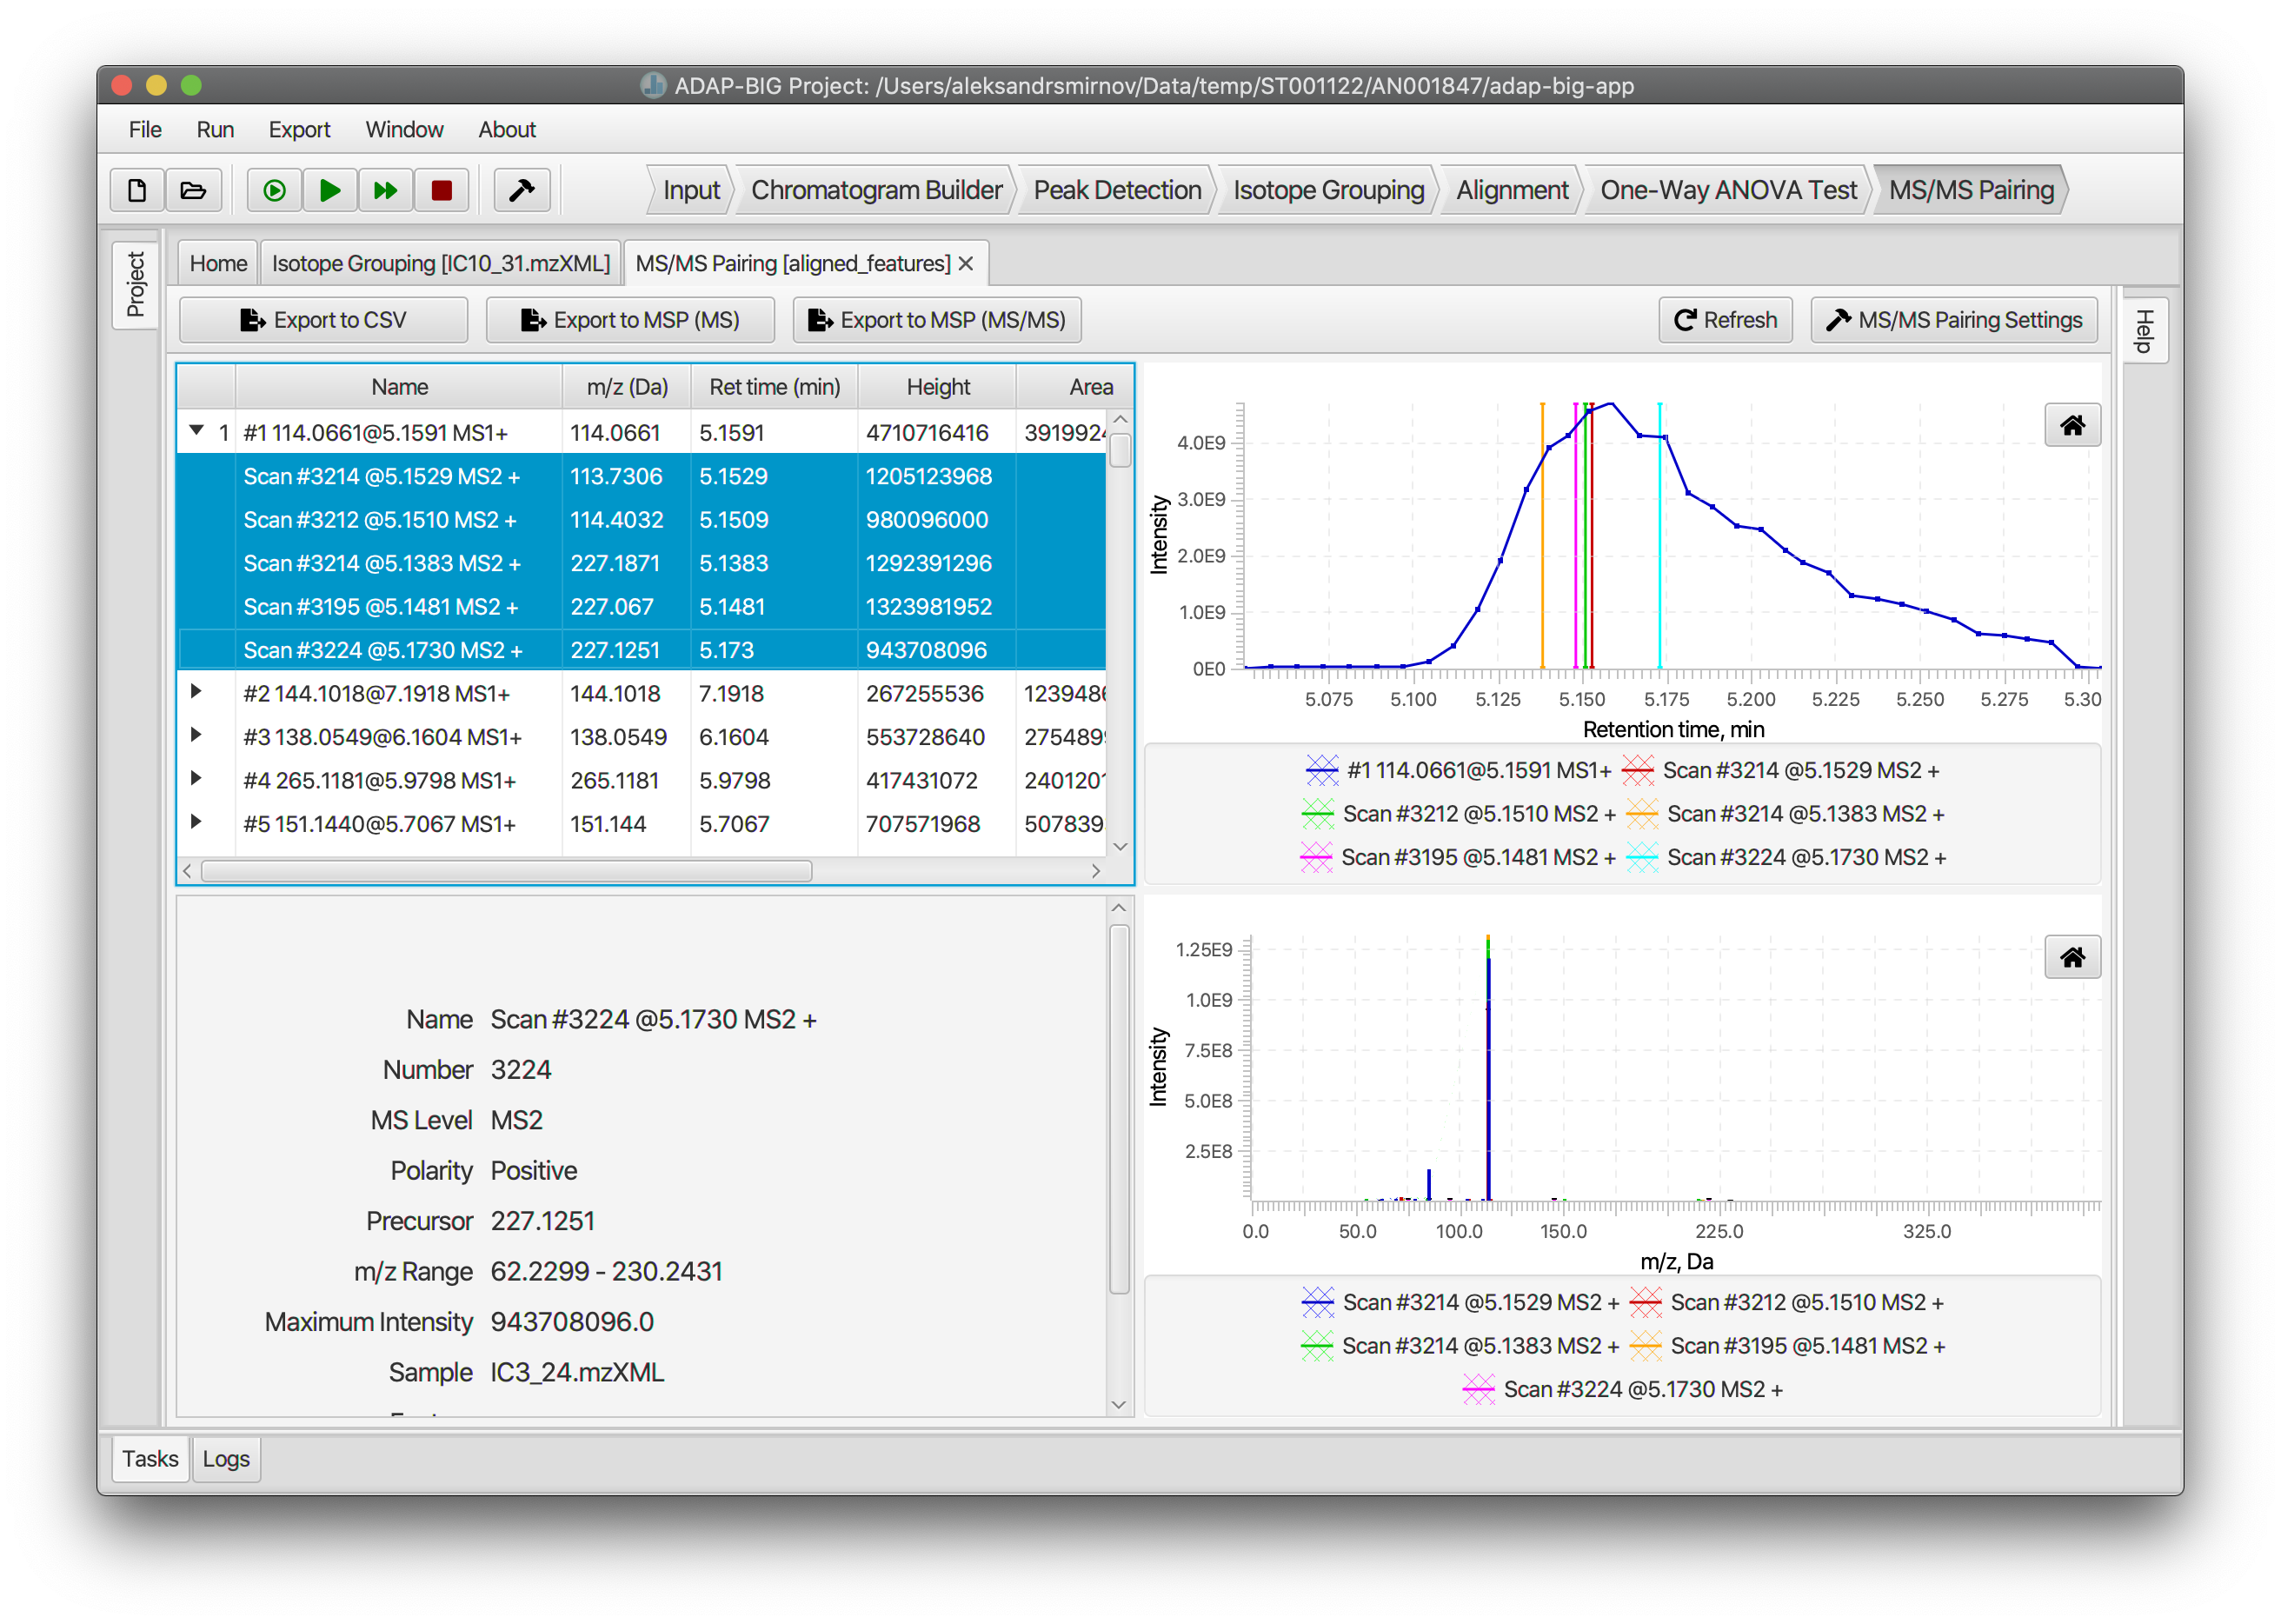 ADAP-BIG Project: /Users/aleksandrsmirnov/Data/temp/ST001122/AN001847/adap-big-app
File Run Export Window About
Input Chromatogram Builder Peak Detection Isotope Grouping Alignment One-Way ANOVA Test MS/MS Pairing
Project
Home Isotope Grouping [IC10_31.mzXML] MS/MS Pairing [aligned_features]
Export to CSV Export to MSP (MS) Export to MSP (MS/MS) Refresh MS/MS Pairing Settings
Help
Name m/z (Da) Ret time (min) Height Area
1 #1 114.0661@5.1591 MS1+ 114.0661 5.1591 4710716416 3919924
Scan #3214 @5.1529 MS2 + 113.7306 5.1529 1205123968
Scan #3212 @5.1510 MS2 + 114.4032 5.1509 980096000
Scan #3214 @5.1383 MS2 + 227.1871 5.1383 1292391296
Scan #3195 @5.1481 MS2 + 227.067 5.1481 1323981952
Scan #3224 @5.1730 MS2 + 227.1251 5.173 943708096
#2 144.1018@7.1918 MS1+ 144.1018 7.1918 267255536 1239486
#3 138.0549@6.1604 MS1+ 138.0549 6.1604 553728640 275489
#4 265.1181@5.9798 MS1+ 265.1181 5.9798 417431072 2401201
#5 151.1440@5.7067 MS1+ 151.144 5.7067 707571968 507839
Intensity
4.0E9
3.0E9
2.0E9
1.0E9
0E0
5.075 5.100 5.125 5.150 5.175 5.200 5.225 5.250 5.275 5.30
Retention time, min
#1 114.0661@5.1591 MS1+ Scan #3214 @5.1529 MS2 +
Scan #3212 @5.1510 MS2 + Scan #3214 @5.1383 MS2 +
Scan #3195 @5.1481 MS2 + Scan #3224 @5.1730 MS2 +
Name Scan #3224 @5.1730 MS2 +
Number 3224
MS Level MS2
Polarity Positive
Precursor 227.1251
m/z Range 62.2299 - 230.2431
Maximum Intensity 943708096.0
Sample IC3_24.mzXML
Intensity
1.25E9
1.0E9
7.5E8
5.0E8
2.5E8
0.0 50.0 100.0 150.0 225.0 325.0
m/z, Da
Scan #3214 @5.1529 MS2 + Scan #3212 @5.1510 MS2 +
Scan #3214 @5.1383 MS2 + Scan #3195 @5.1481 MS2 +
Scan #3224 @5.1730 MS2 +
Tasks Logs